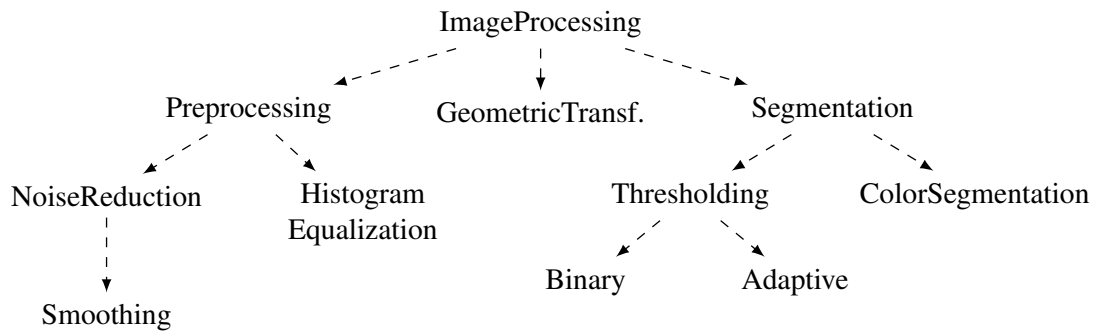 ImageProcessing
Preprocessing
GeometricTransf.
Segmentation
NoiseReduction
Histogram
Equalization
Thresholding
ColorSegmentation
Binary
Adaptive
Smoothing